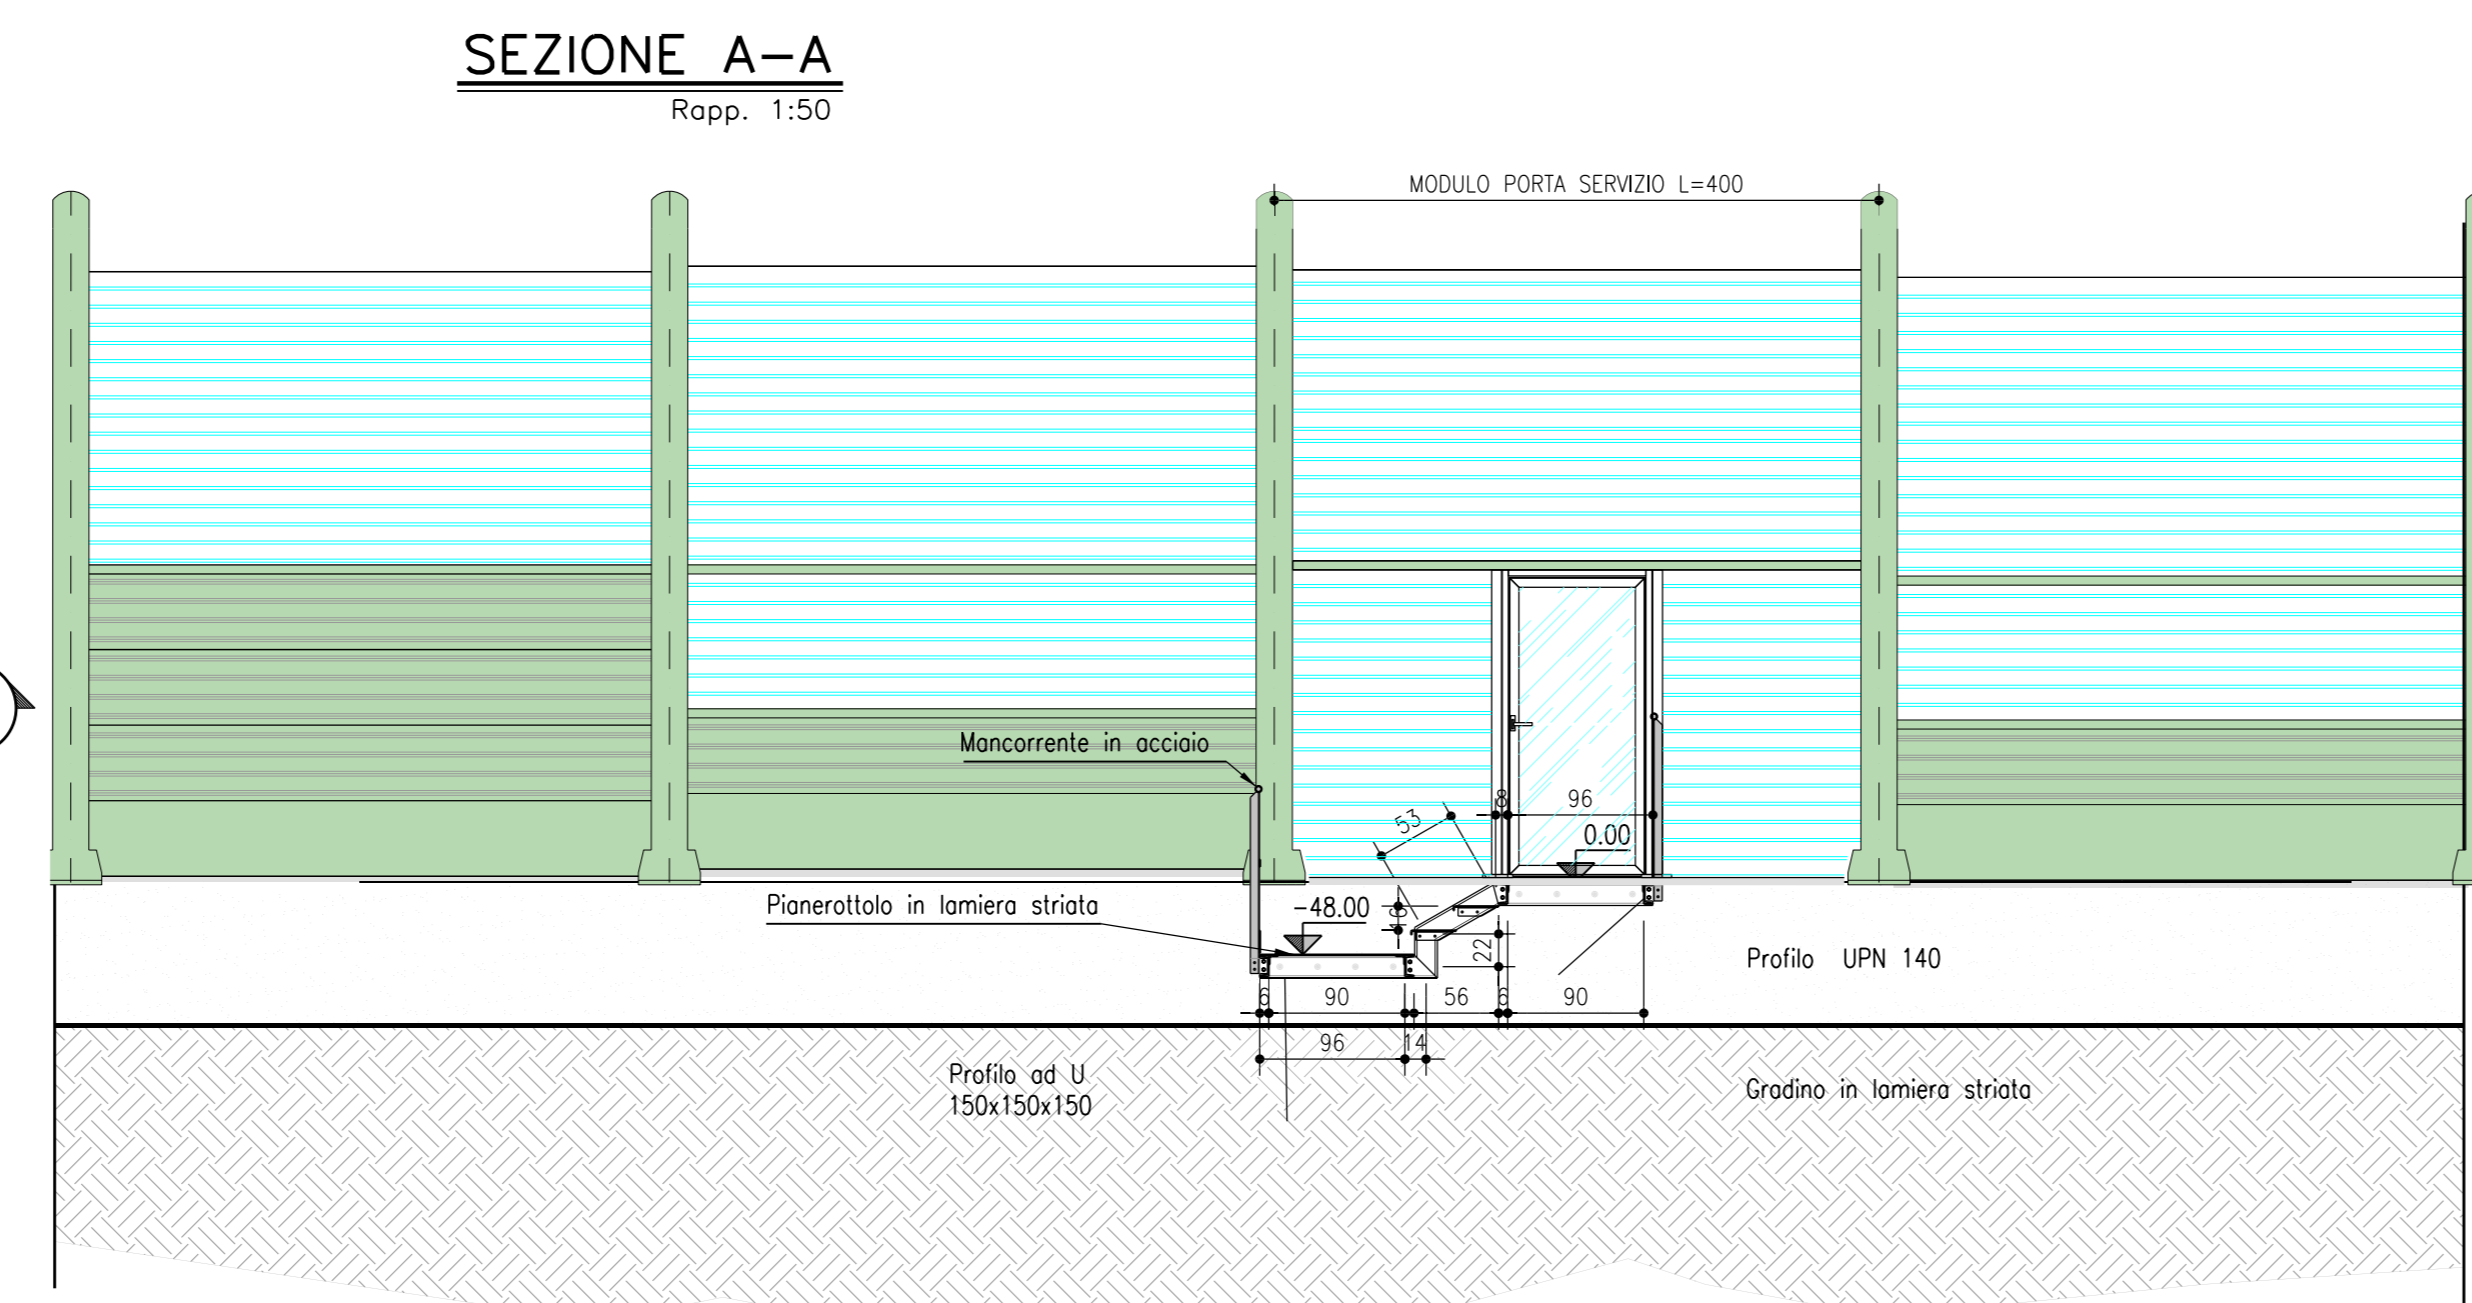 SEZIONE A-A
Rapp. 1:50
MODULO PORTA SERVIZIO L=400
Mancorrente in acciaio
53
8
96
0.00
Pianerottolo in lamiera striata
-48.00
16
22
Profilo UPN 140
6
90
56
6
90
96
14
Profilo ad U
150x150x150
Gradino in lamiera striata